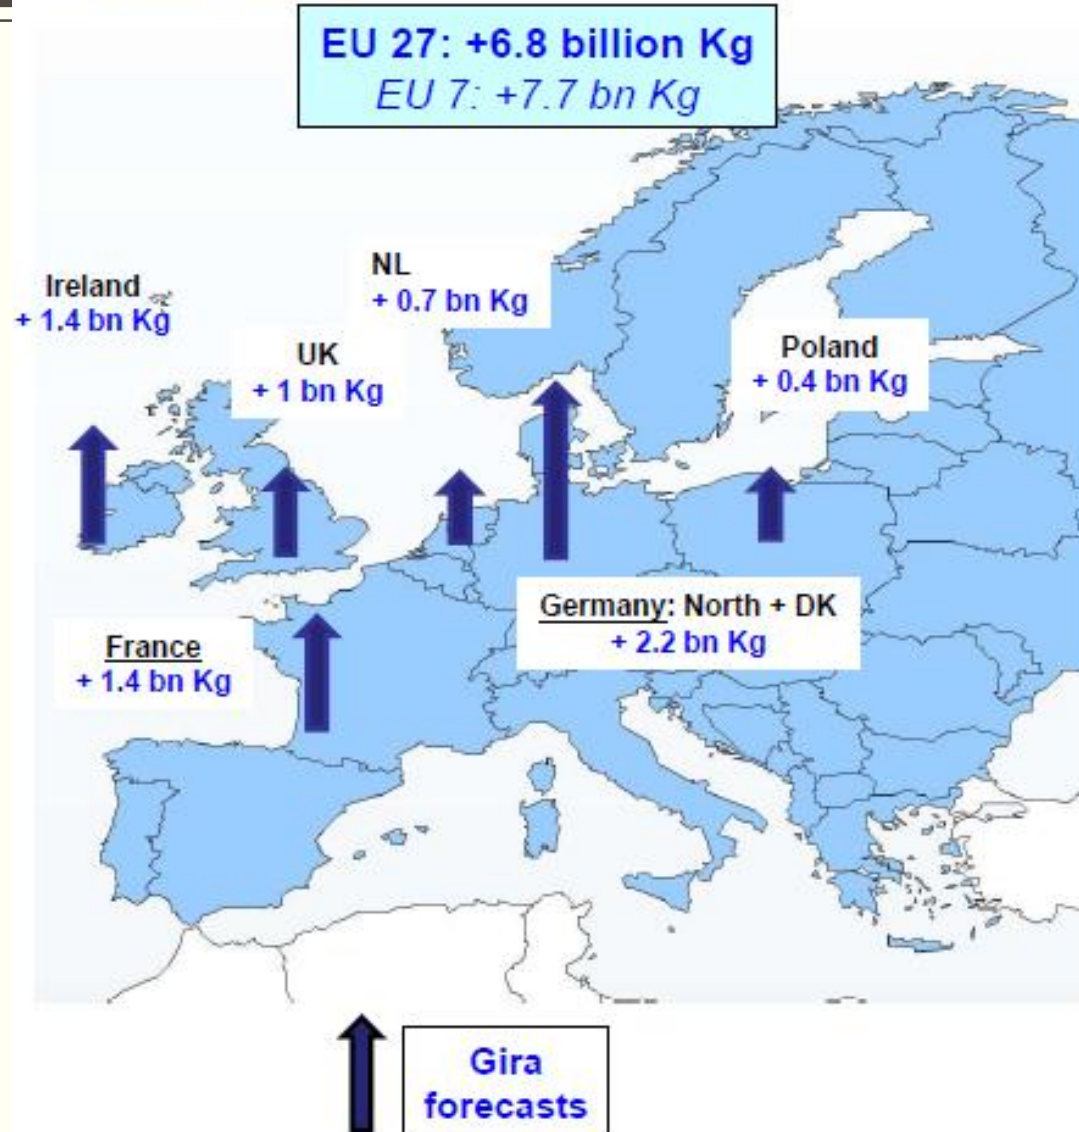 EU 27: +6.8 billion Kg
EU 7: +7.7 bn Kg
NL
+ 0.7 bn Kg
Ireland
+ 1.4 bn Kg
UK
+ 1 bn Kg
Poland
+ 0.4 bn Kg
Germany: North + DK
+ 2.2 bn Kg
France
+ 1.4 bn Kg
Gira
forecasts